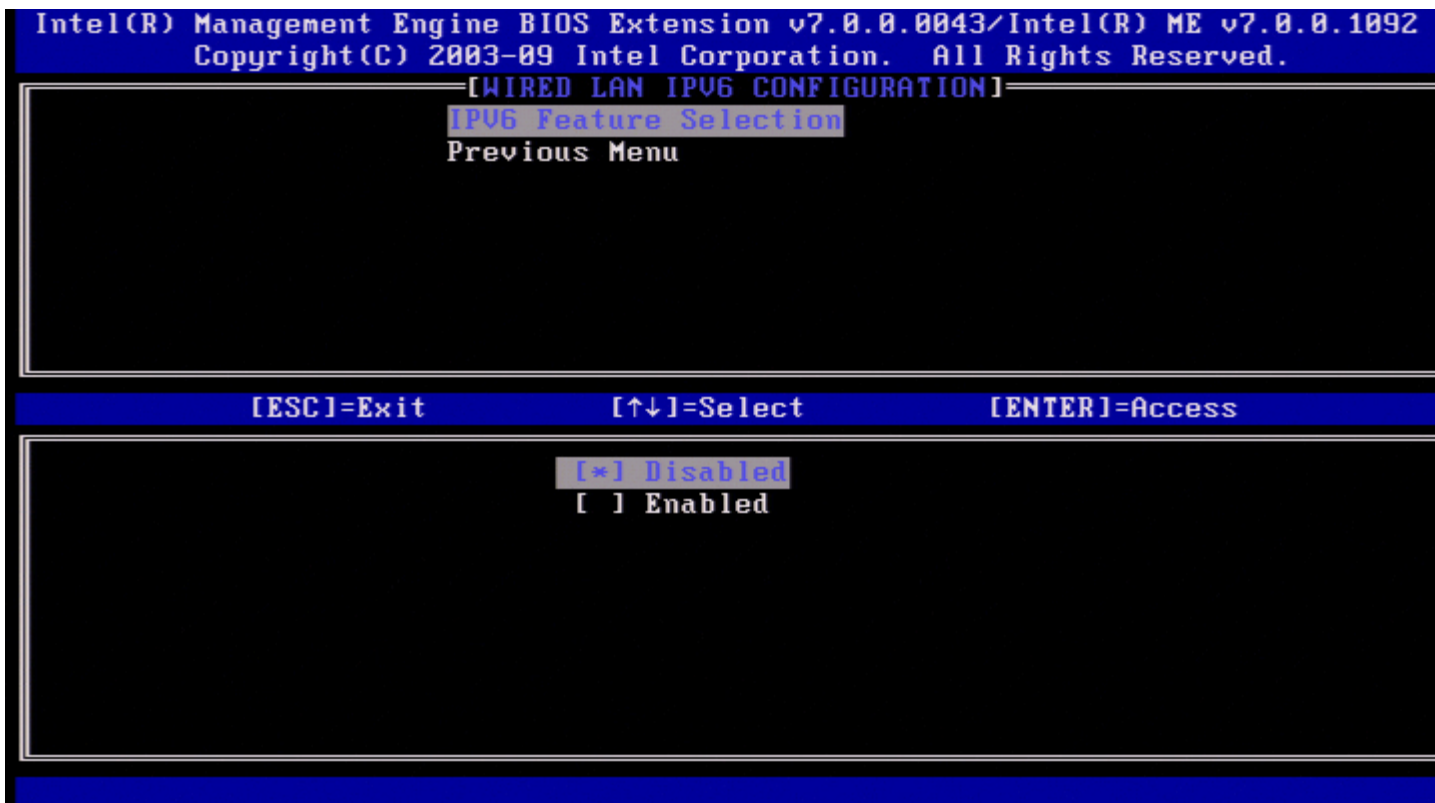 Intel(R) Management Engine BIOS Extension v7.0.0.0043/Intel(R) ME v7.0.0.1092
Copyright(C) 2003-09 Intel Corporation. All Rights Reserved.
[WIRED LAN IPV6 CONFIGURATION]
IPV6 Feature Selection
Previous Menu
[ESC]=Exit [↑↓]=Select [ENTER]=Access
[*] Disabled
[ ] Enabled